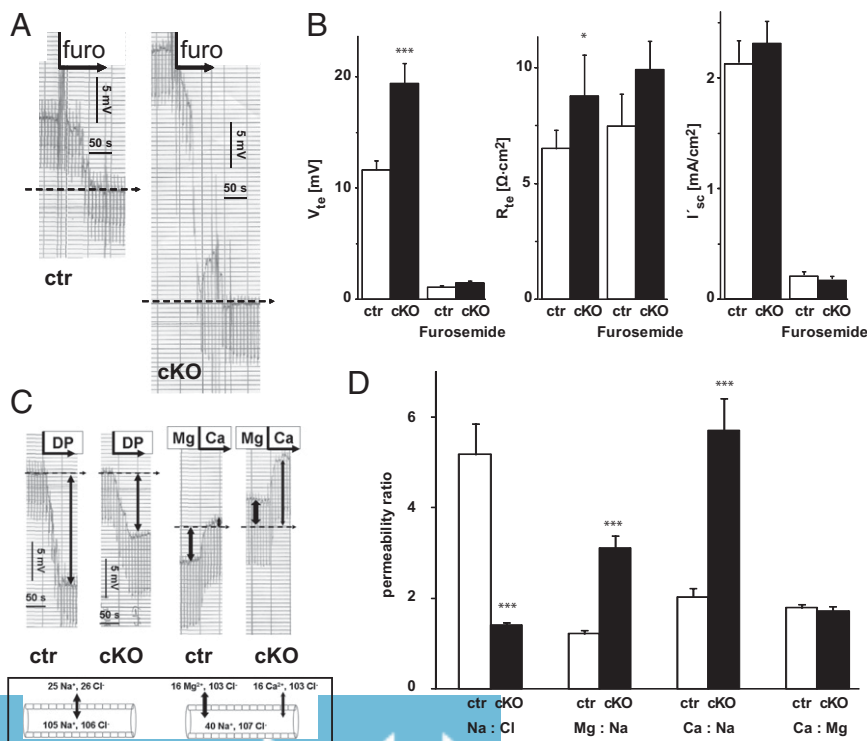 A
furo
5 mV
50 s
ctr
furo
5 mV
50 s
cKO
B
20
10
0
V_te [mV]
***
ctr cKO ctr cKO
Furosemide
10
5
0
R_te [Ω·cm²]
*
ctr cKO ctr cKO
Furosemide
2
1
0
I´_sc [mA/cm2]
ctr cKO ctr cKO
Furosemide
C
DP
DP
Mg Ca
Mg Ca
5 mV
50 s
5 mV
50 s
ctr
cKO
ctr
cKO
25 Na⁺, 26 Cl⁻
105 Na⁺, 106 Cl⁻
16 Mg²⁺, 103 Cl⁻
16 Ca²⁺, 103 Cl⁻
40 Na⁺, 107 Cl⁻
D
6
4
2
0
permeability ratio
***
***
***
ctr cKO
Na : Cl
ctr cKO
Mg : Na
ctr cKO
Ca : Na
ctr cKO
Ca : Mg